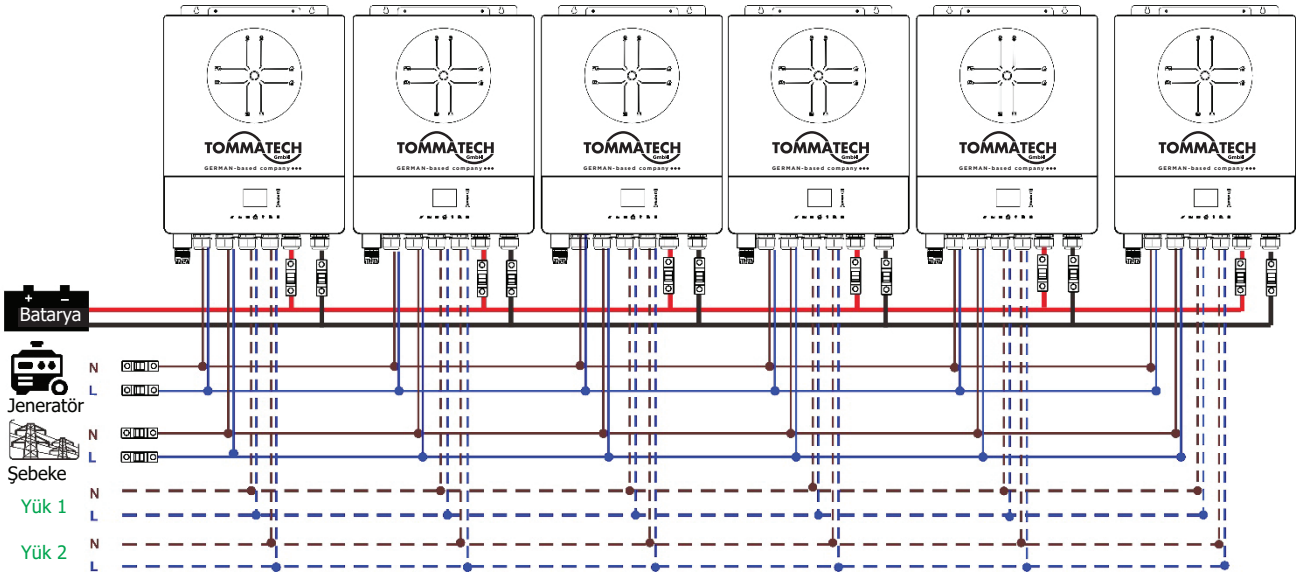 TOMMATECH TOMMATECH TOMMATECH TOMMATECH TOMMATECH TOMMATECH
GmbH GmbH GmbH GmbH GmbH GmbH
GERMAN-based company GERMAN-based company GERMAN-based company GERMAN-based company GERMAN-based company GERMAN-based company
+ −
Batarya
N
L
Jeneratör
N
L
Şebeke
N
Yük 1
L
N
Yük 2
L